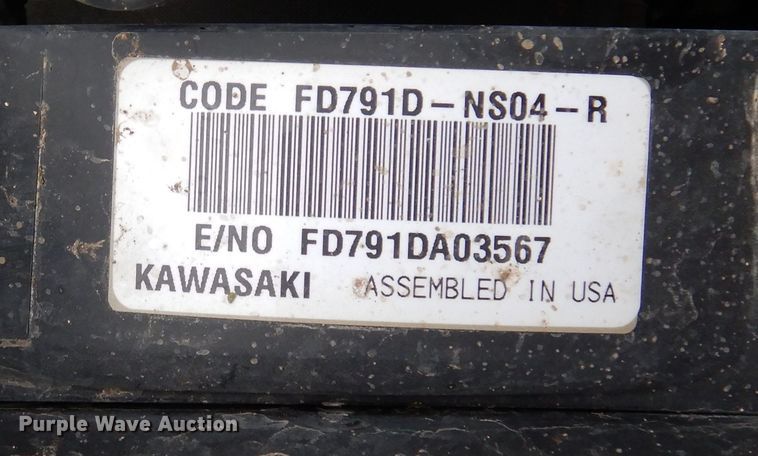 CODE FD791D-NS04-R
E/NO FD791DA03567
KAWASAKI ASSEMBLED IN USA
Purple Wave Auction